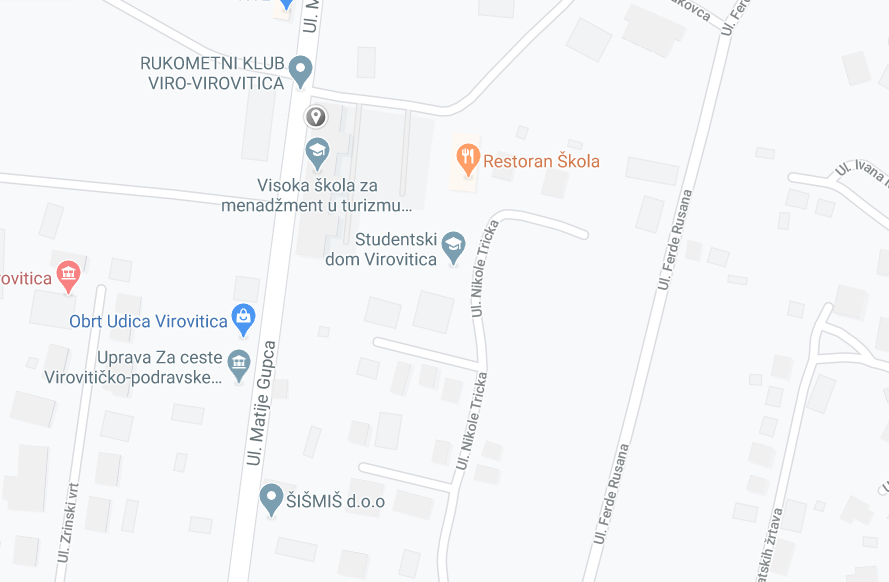 Ul. M
RUKOMETNI KLUB
VIRO-VIROVITICA
Restoran Škola
Visoka škola za
menadžment u turizmu...
Studentski
dom Virovitica
rovitica
Obrt Udica Virovitica
Uprava Za ceste
Virovitičko-podravske...
Ul. Matije Gupca
Ul. Nikole Tricka
Ul. Nikole Tricka
Ul. Ferde Rusana
Ul. Ferde Rusana
ŠIŠMIŠ d.o.o
Ul. Zrinski vrt